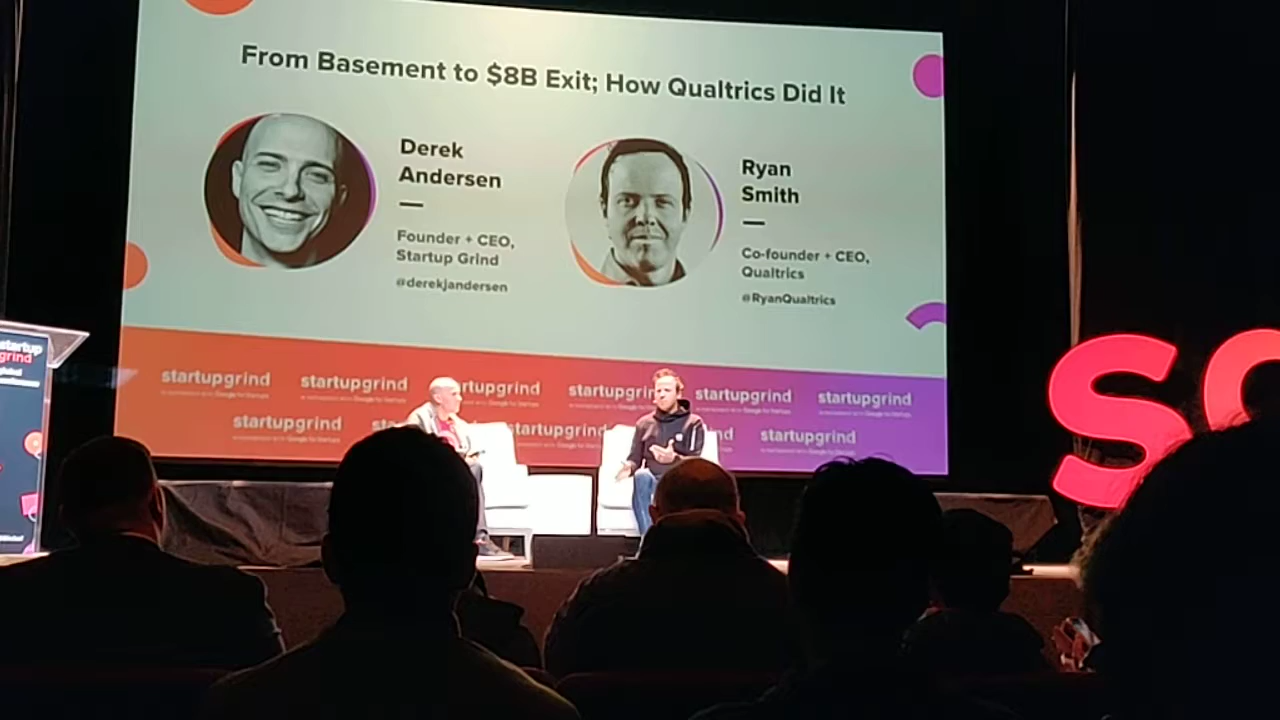 From Basement to $8B Exit; How Qualtrics Did It
Derek
Andersen
Founder + CEO,
Startup Grind
@derekjandersen
Ryan
Smith
Co-founder + CEO,
Qualtrics
@RyanQualtrics
startupgrind startupgrind startupgrind startupgrind startupgrind
startupgrind startupgrind startupgrind
startup
grind